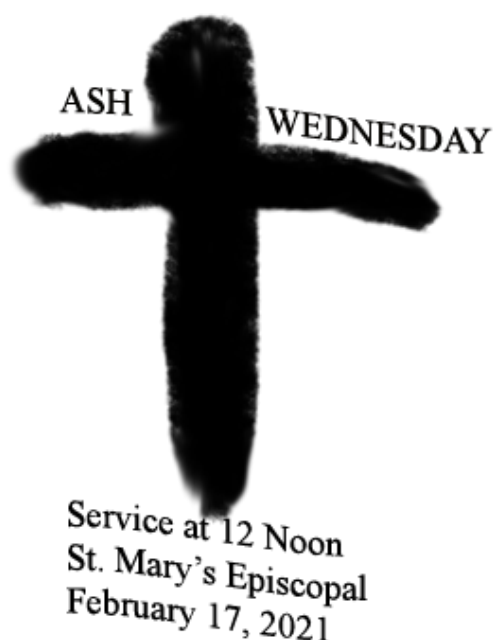 ASH WEDNESDAY
Service at 12 Noon
St. Mary’s Episcopal
February 17, 2021